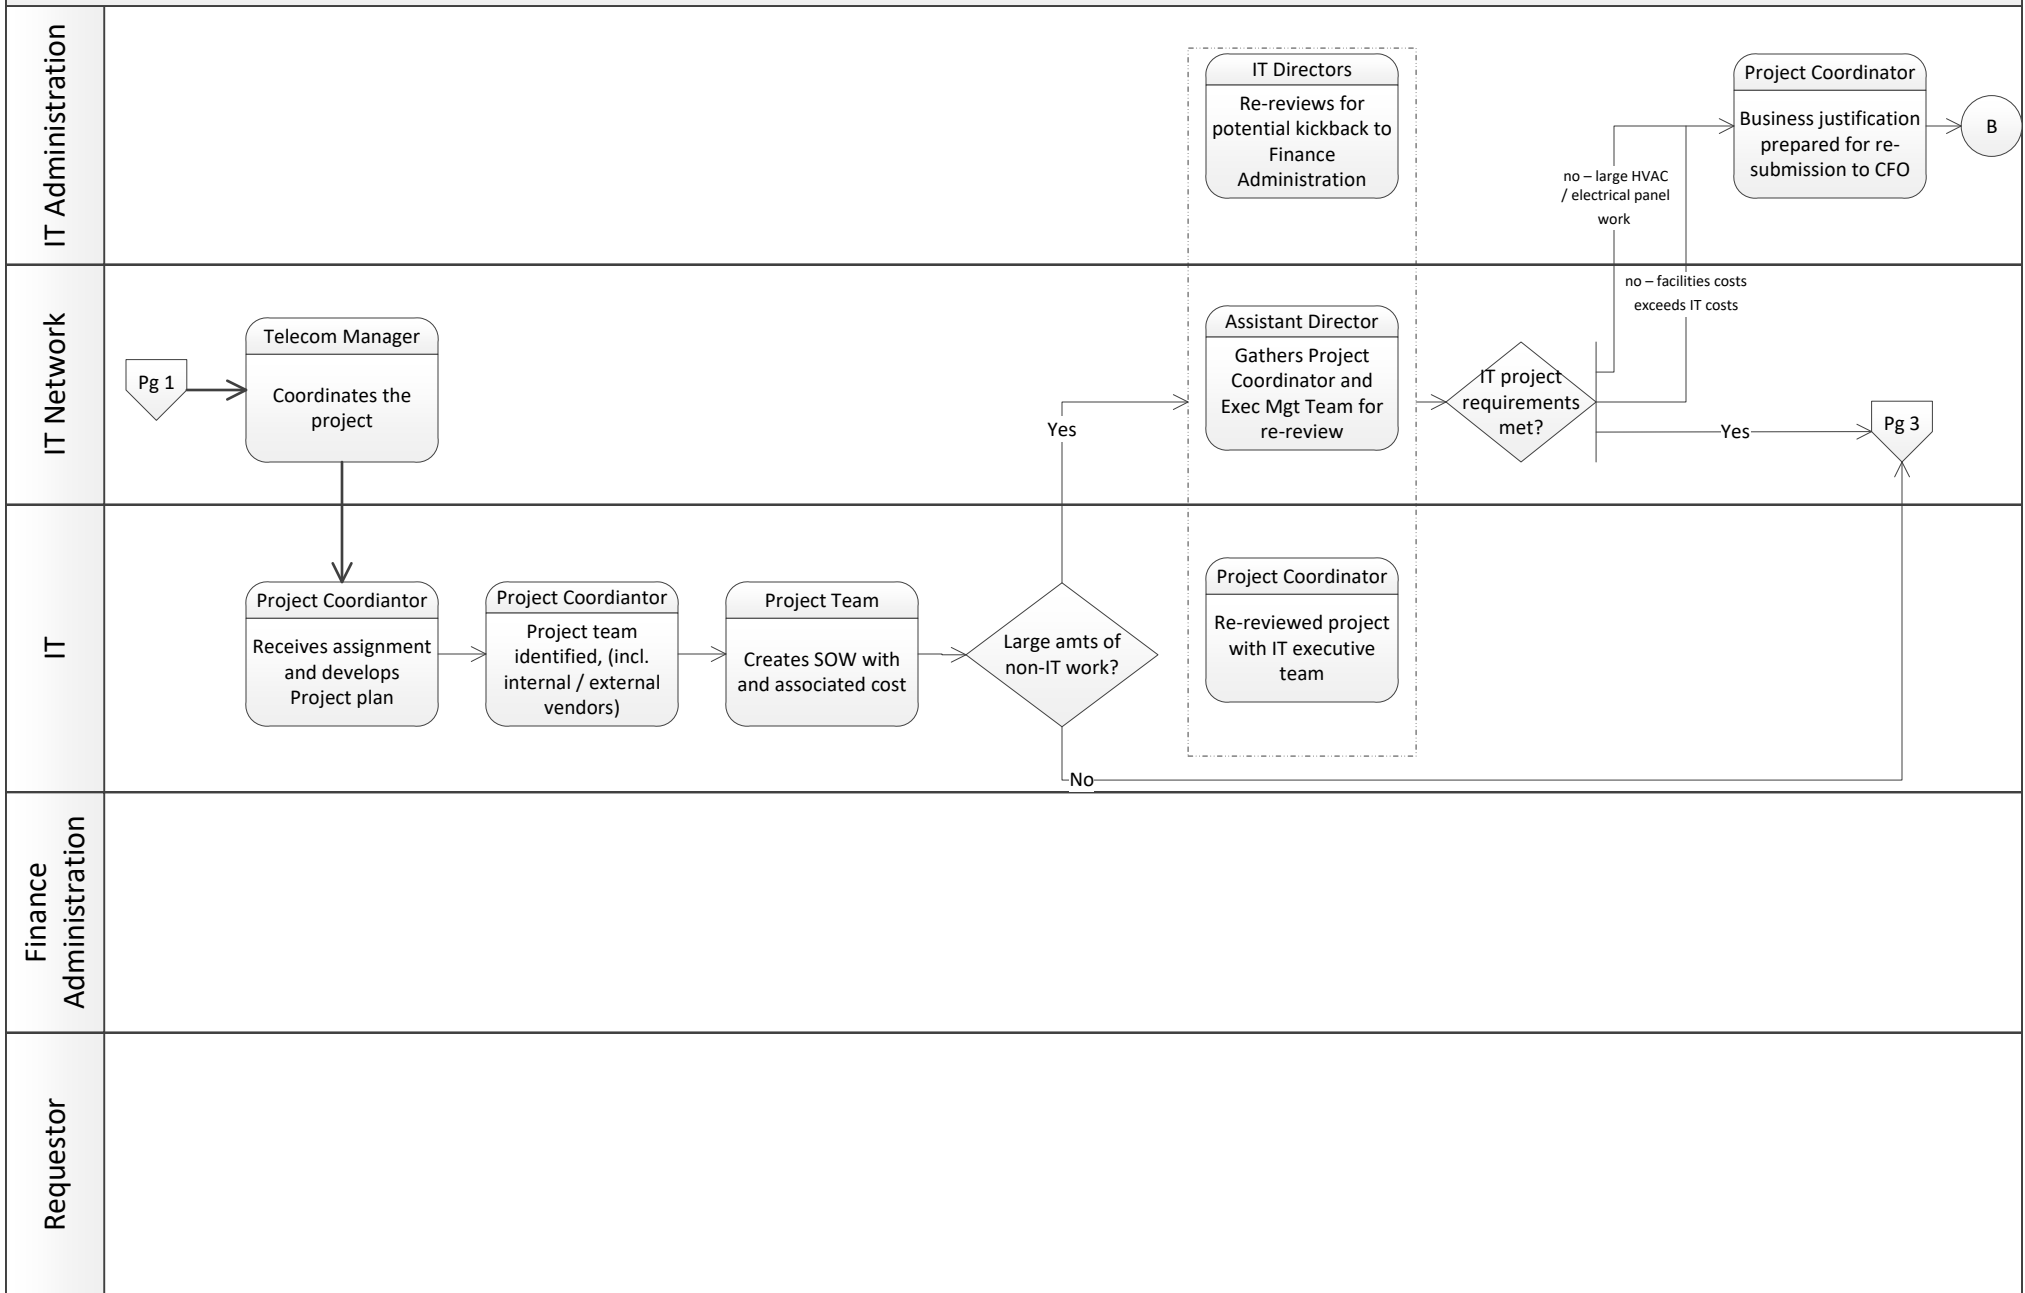 IT Administration
IT Directors
Re-reviews for
potential kickback to
Finance
Administration
Project Coordinator
Business justification
prepared for re-
submission to CFO
B
no – large HVAC
/ electrical panel
work
IT Network
Pg 1
Telecom Manager
Coordinates the
project
Yes
Assistant Director
Gathers Project
Coordinator and
Exec Mgt Team for
re-review
IT project
requirements
met?
no – facilities costs
exceeds IT costs
Yes
Pg 3
IT
Project Coordiantor
Receives assignment
and develops
Project plan
Project Coordiantor
Project team
identified, (incl.
internal / external
vendors)
Project Team
Creates SOW with
and associated cost
Large amts of
non-IT work?
Project Coordinator
Re-reviewed project
with IT executive
team
No
Finance
Administration
Requestor